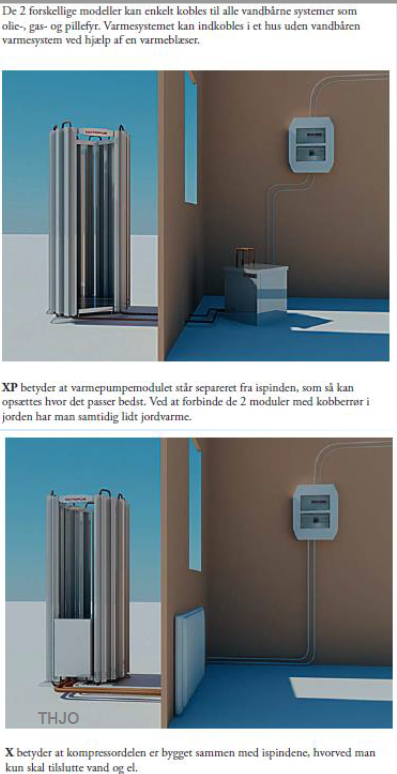 De 2 forskellige modeller kan enkelt kobles til alle vandbårne systemer som
olie-, gas- og pillefyr. Varmesystemet kan indkobles i et hus uden vandbåren
varmesystem ved hjælp af en varmeblæser.
OCTOPUS
XP betyder at varmepumpemodulet står separeret fra ispinden, som så kan
opsættes hvor det passer bedst. Ved at forbinde de 2 moduler med kobberrør i
jorden har man samtidig lidt jordvarme.
OCTOPUS
THJO
X betyder at kompressordelen er bygget sammen med ispindene, hvorved man
kun skal tilslutte vand og el.